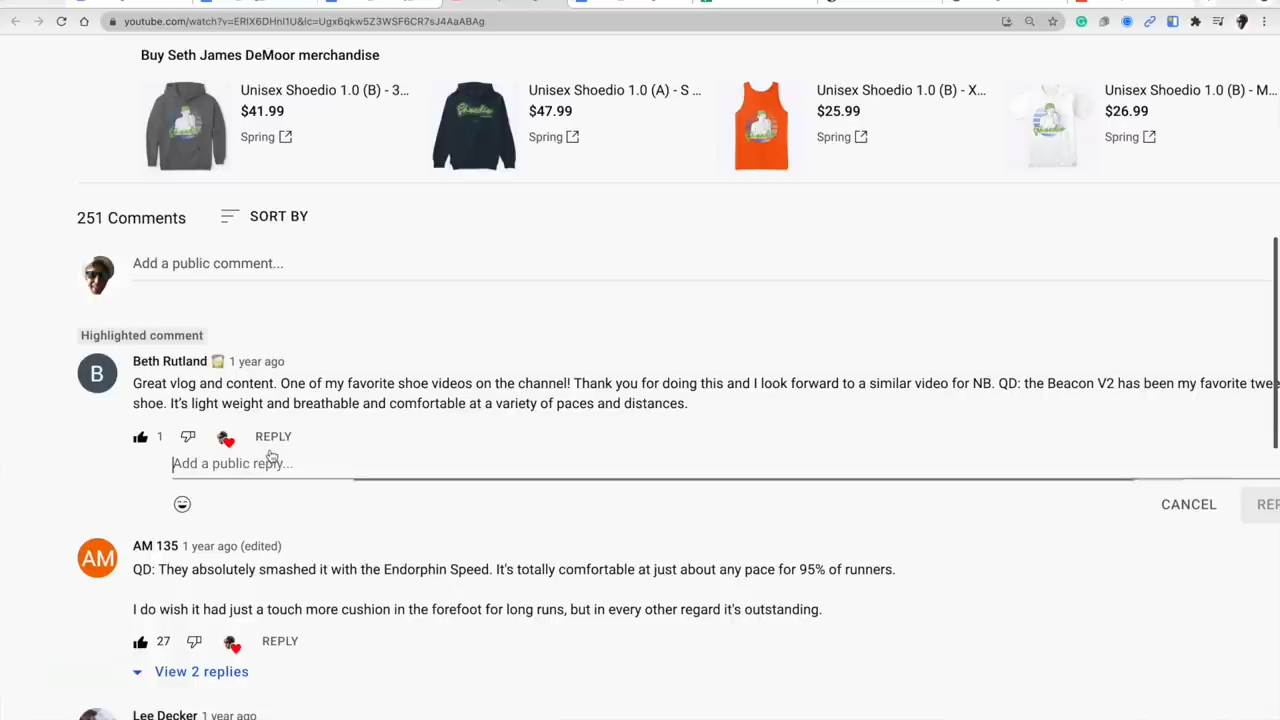 youtube.com/watch?v=ERIX6DHnl1U&lc=Ugx6qkw5Z3WSF6CR7sJ4AaABAg
Buy Seth James DeMoor merchandise
Unisex Shoedio 1.0 (B) - 3...
$41.99
Spring
Unisex Shoedio 1.0 (A) - S ...
$47.99
Spring
Unisex Shoedio 1.0 (B) - X...
$25.99
Spring
Unisex Shoedio 1.0 (B) - M...
$26.99
Spring
251 Comments
SORT BY
Add a public comment...
Highlighted comment
B
Beth Rutland 1 year ago
Great vlog and content. One of my favorite shoe videos on the channel! Thank you for doing this and I look forward to a similar video for NB. QD: the Beacon V2 has been my favorite twee
shoe. It’s light weight and breathable and comfortable at a variety of paces and distances.
1
REPLY
Add a public reply...
CANCEL
REP
AM
AM 135 1 year ago (edited)
QD: They absolutely smashed it with the Endorphin Speed. It's totally comfortable at just about any pace for 95% of runners.
I do wish it had just a touch more cushion in the forefoot for long runs, but in every other regard it's outstanding.
27
REPLY
View 2 replies
Lee Decker 1 year ago